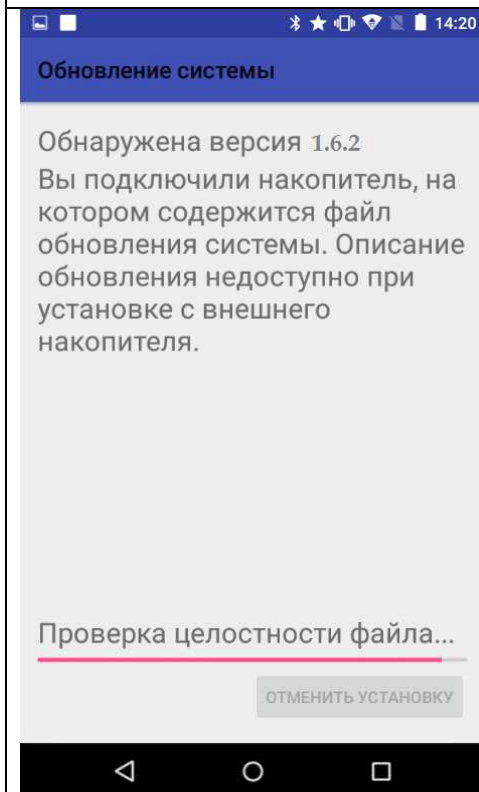 14:20
Обновление системы
Обнаружена версия 1.6.2
Вы подключили накопитель, на
котором содержится файл
обновления системы. Описание
обновления недоступно при
установке с внешнего
накопителя.
Проверка целостности файла...
ОТМЕНИТЬ УСТАНОВКУ